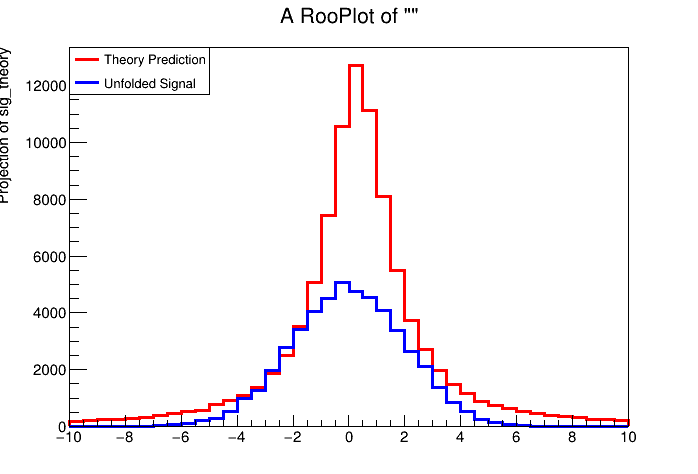 A RooPlot of ""
Theory Prediction
Unfolded Signal
Projection of sig_theory
12000
10000
8000
6000
4000
2000
0
−10 −8 −6 −4 −2 0 2 4 6 8 10